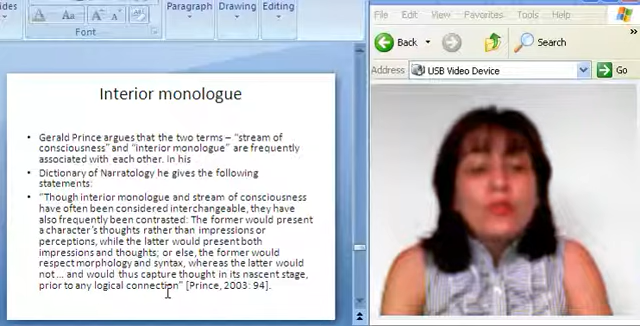 ides
Paragraph
Drawing
Editing
Font
Interior monologue
• Gerald Prince argues that the two terms – "stream of
consciousness" and "interior monologue" are frequently
associated with each other. In his
• Dictionary of Narratology he gives the following
statements:
• "Though interior monologue and stream of consciousness
have often been considered interchangeable, they have
also frequently been contrasted: The former would present
a character's thoughts rather than impressions or
perceptions, while the latter would present both
impressions and thoughts; or else, the former would
respect morphology and syntax, whereas the latter would
not ... and would thus capture thought in its nascent stage,
prior to any logical connection" [Prince, 2003: 94].
File Edit View Favorites Tools Help
Back
Search
Address USB Video Device
Go